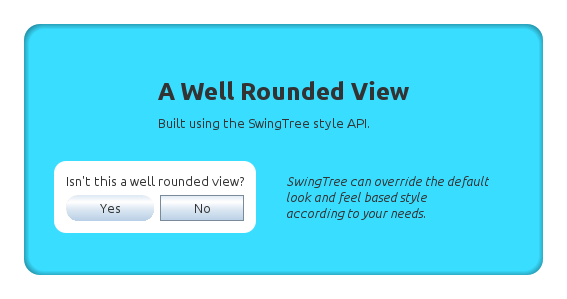 A Well Rounded View
Built using the SwingTree style API.
Isn't this a well rounded view?
Yes
No
SwingTree can override the default
look and feel based style
according to your needs.